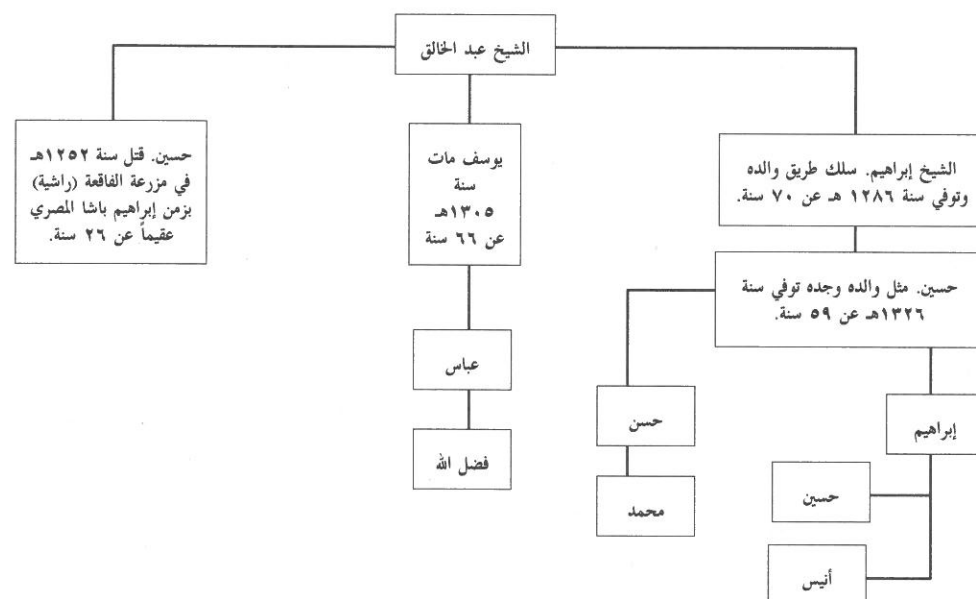 الشيخ عبد الخالق
الشيخ إبراهيم. سلك طريق والده
وتوفي سنة ١٢٨٦ هـ عن ٧٠ سنة.
حسين. مثل والده وجده توفي سنة
١٣٢٦هـ عن ٥٩ سنة.
إبراهيم
حسين
أنيس
حسن
محمد
يوسف مات
سنة
١٣٠٥هـ
عن ٦٦ سنة
عباس
فضل الله
حسين. قتل سنة ١٢٥٢هـ
في مزرعة الفاقعة (راشية)
بزمن إبراهيم باشا المصري
عقيماً عن ٢٦ سنة.